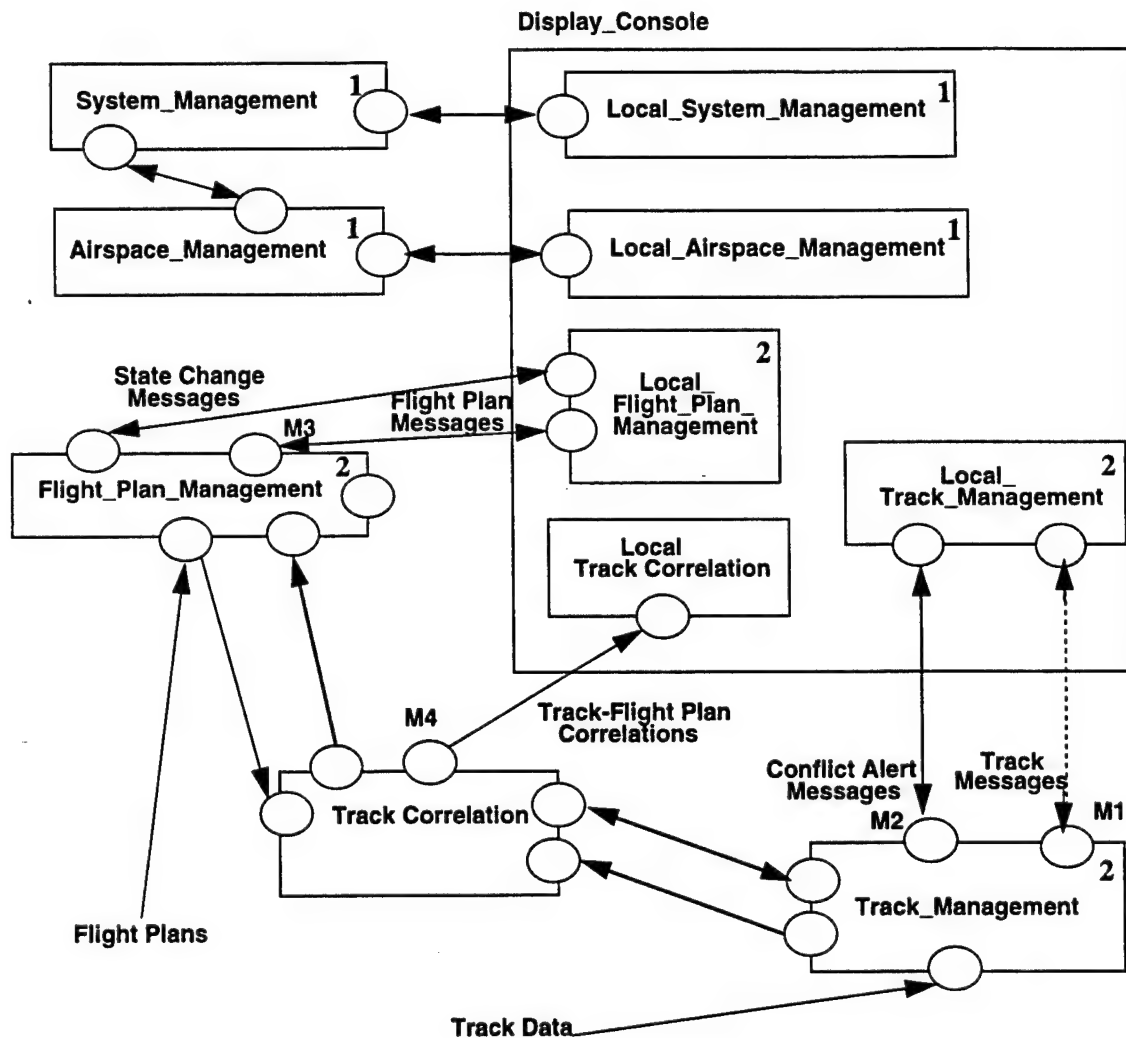 Display_Console
System_Management
1
Local_System_Management
1
Airspace_Management
1
Local_Airspace_Management
1
State Change
Messages
Flight Plan
Messages
Local_
Flight_Plan_
Management
2
M3
Flight_Plan_Management
2
Local_
Track_Management
2
Local
Track Correlation
M4
Track-Flight Plan
Correlations
Conflict Alert
Messages
Track
Messages
M2
M1
Track Correlation
2
Track_Management
Flight Plans
Track Data